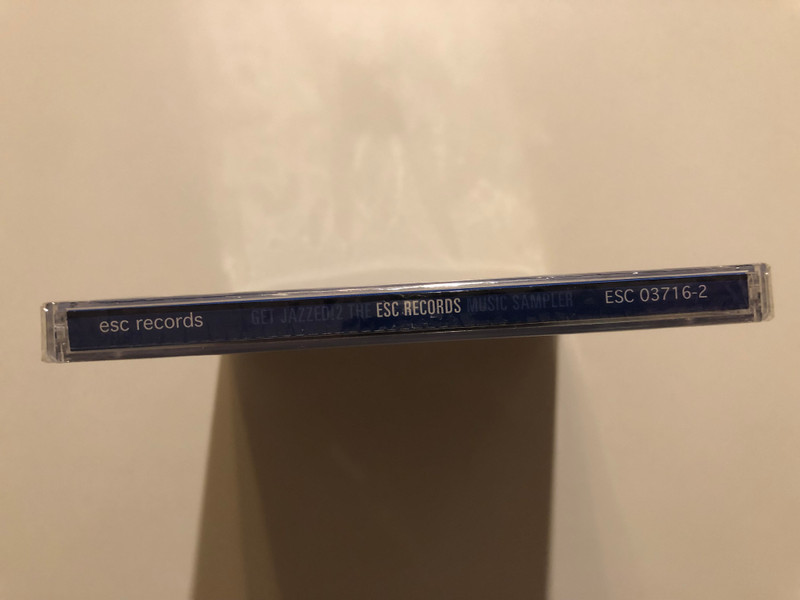 esc records GET JAZZED!2 THE ESC RECORDS MUSIC SAMPLER ESC 03716-2